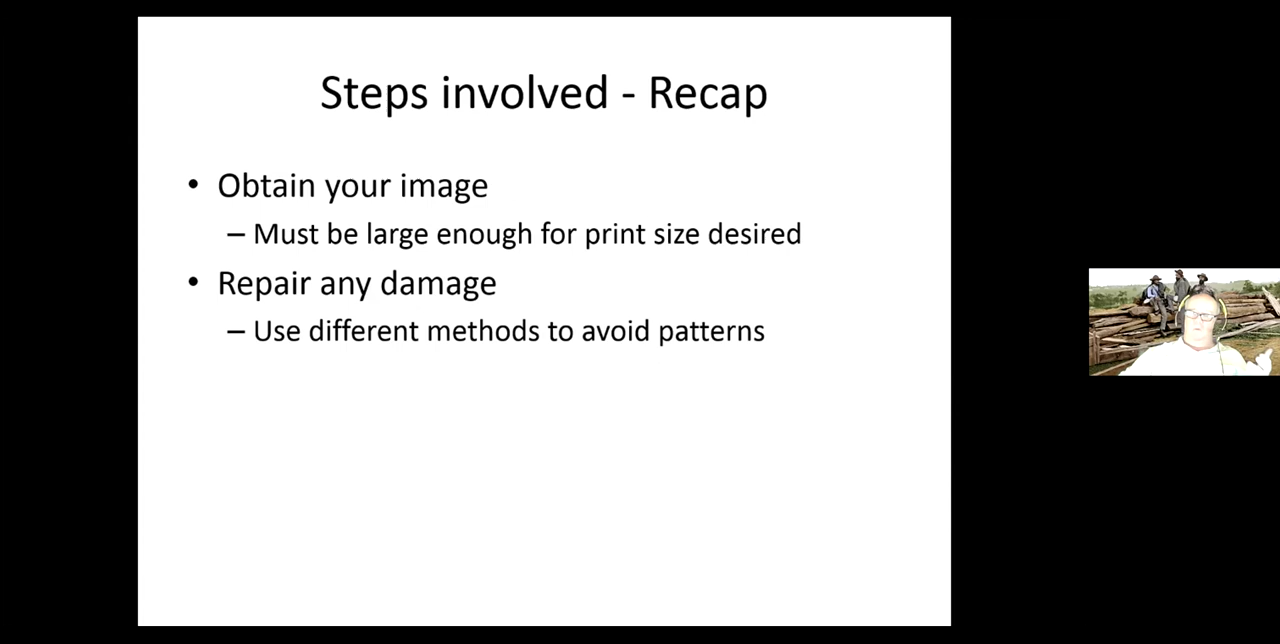 Steps involved - Recap
• Obtain your image
– Must be large enough for print size desired
• Repair any damage
– Use different methods to avoid patterns